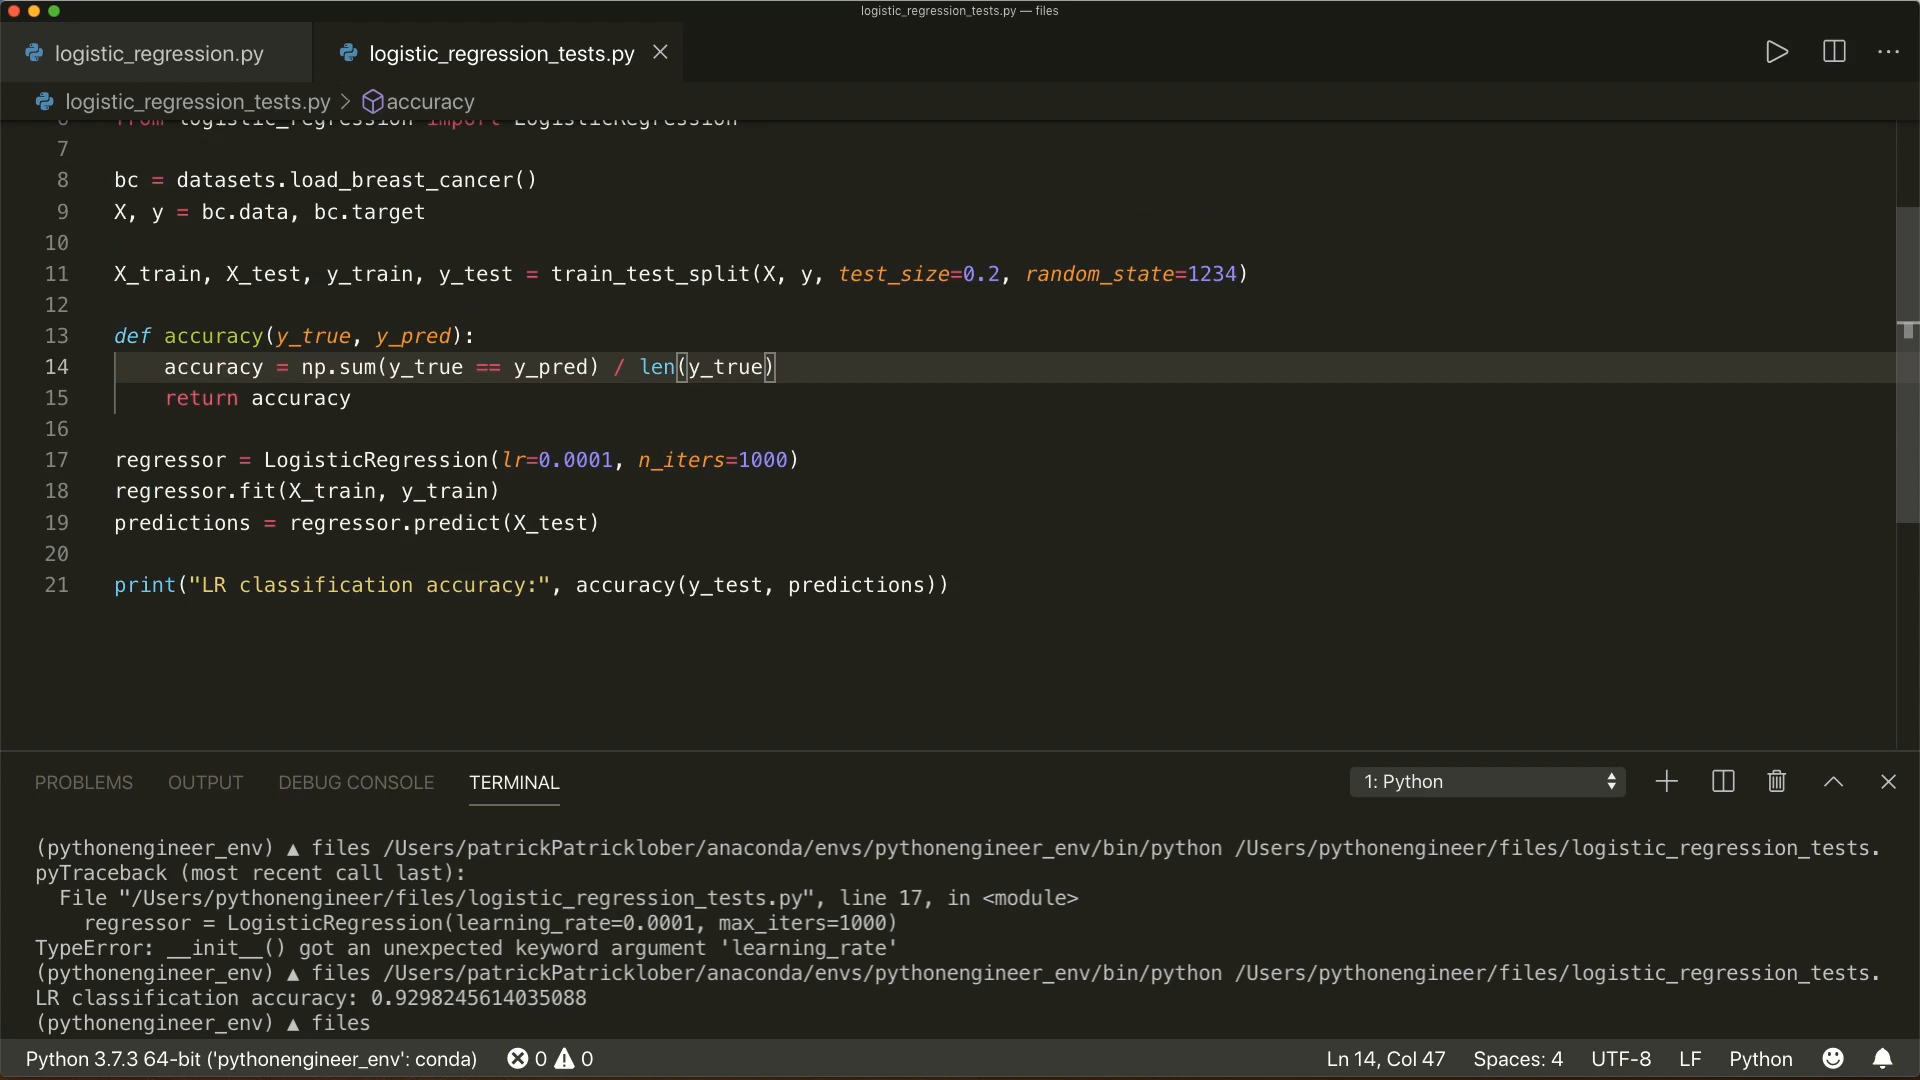 logistic_regression_tests.py — files
logistic_regression.py
logistic_regression_tests.py
logistic_regression_tests.py > accuracy
6 from logistic_regression import LogisticRegression
7
8 bc = datasets.load_breast_cancer()
9 X, y = bc.data, bc.target
10
11 X_train, X_test, y_train, y_test = train_test_split(X, y, test_size=0.2, random_state=1234)
12
13 def accuracy(y_true, y_pred):
14 accuracy = np.sum(y_true == y_pred) / len(y_true)
15 return accuracy
16
17 regressor = LogisticRegression(lr=0.0001, n_iters=1000)
18 regressor.fit(X_train, y_train)
19 predictions = regressor.predict(X_test)
20
21 print("LR classification accuracy:", accuracy(y_test, predictions))
PROBLEMS OUTPUT DEBUG CONSOLE TERMINAL 1: Python
(pythonengineer_env) ▲ files /Users/patrickPatricklober/anaconda/envs/pythonengineer_env/bin/python /Users/pythonengineer/files/logistic_regression_tests.
pyTraceback (most recent call last):
File "/Users/pythonengineer/files/logistic_regression_tests.py", line 17, in <module>
regressor = LogisticRegression(learning_rate=0.0001, max_iters=1000)
TypeError: __init__() got an unexpected keyword argument 'learning_rate'
(pythonengineer_env) ▲ files /Users/patrickPatricklober/anaconda/envs/pythonengineer_env/bin/python /Users/pythonengineer/files/logistic_regression_tests.
LR classification accuracy: 0.9298245614035088
(pythonengineer_env) ▲ files
Python 3.7.3 64-bit ('pythonengineer_env': conda) 0 0 Ln 14, Col 47 Spaces: 4 UTF-8 LF Python